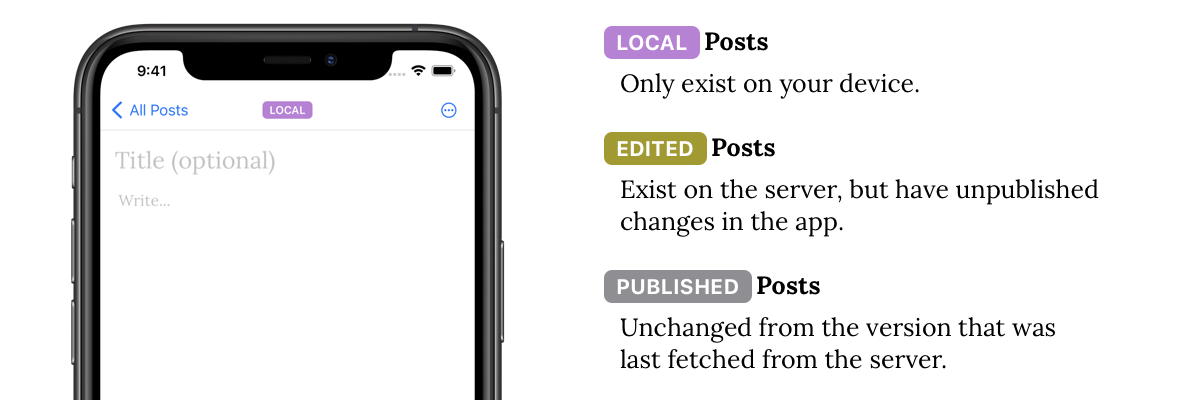 9:41
All Posts
LOCAL
Title (optional)
Write...
LOCAL Posts
Only exist on your device.
EDITED Posts
Exist on the server, but have unpublished
changes in the app.
PUBLISHED Posts
Unchanged from the version that was
last fetched from the server.